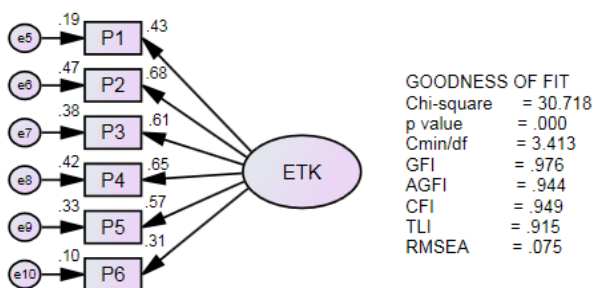 .19
.43
e5
P1
.47
.68
e6
P2
.38
.61
e7
P3
.42
.65
e8
P4
.33
.57
e9
P5
.10
.31
e10
P6
ETK
GOODNESS OF FIT
Chi-square = 30.718
p value = .000
Cmin/df = 3.413
GFI = .976
AGFI = .944
CFI = .949
TLI = .915
RMSEA = .075